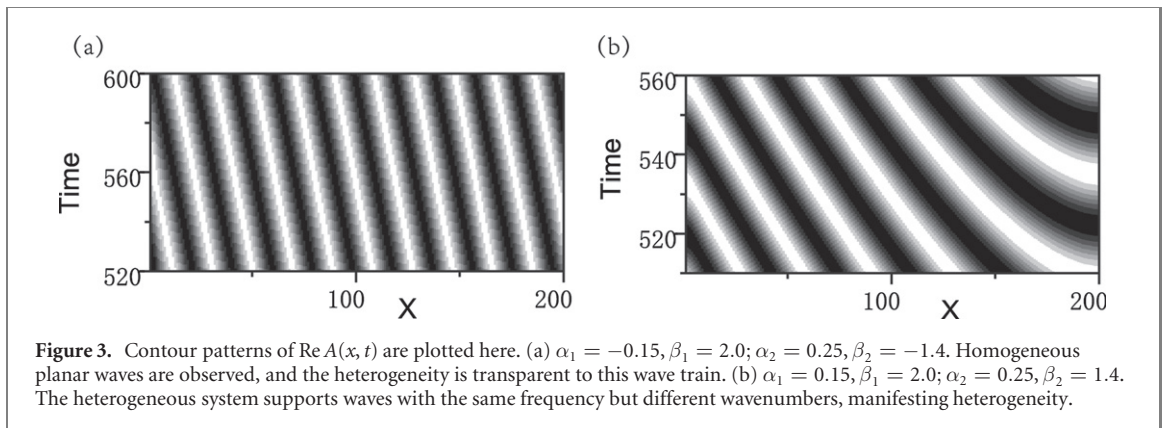 (a)
(b)
600
560
520
Time
100
200
X
560
540
520
Time
100
200
X
Figure 3. Contour patterns of Re A(x, t) are plotted here. (a) α₁ = −0.15, β₁ = 2.0; α₂ = 0.25, β₂ = −1.4. Homogeneous
planar waves are observed, and the heterogeneity is transparent to this wave train. (b) α₁ = 0.15, β₁ = 2.0; α₂ = 0.25, β₂ = 1.4.
The heterogeneous system supports waves with the same frequency but different wavenumbers, manifesting heterogeneity.